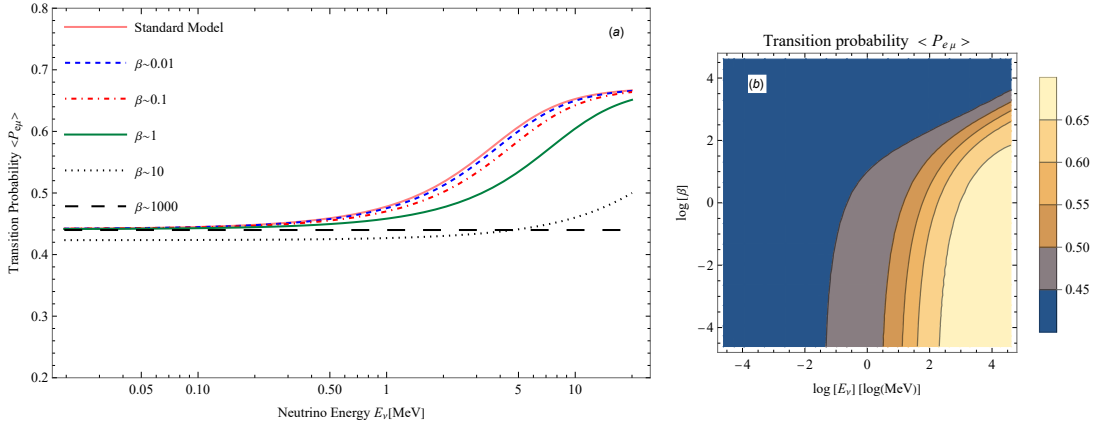 0.8
0.7
0.6
0.5
0.4
0.3
0.2
Transition Probability <P_{eμ}>
(a)
Standard Model
β~0.01
β~0.1
β~1
β~10
β~1000
0.05
0.10
0.50
1
5
10
Neutrino Energy E_ν[MeV]
Transition probability < P_{e μ} >
(b)
4
2
0
−2
−4
log [β]
−4
−2
0
2
4
log [E_ν] [log(MeV)]
0.65
0.60
0.55
0.50
0.45